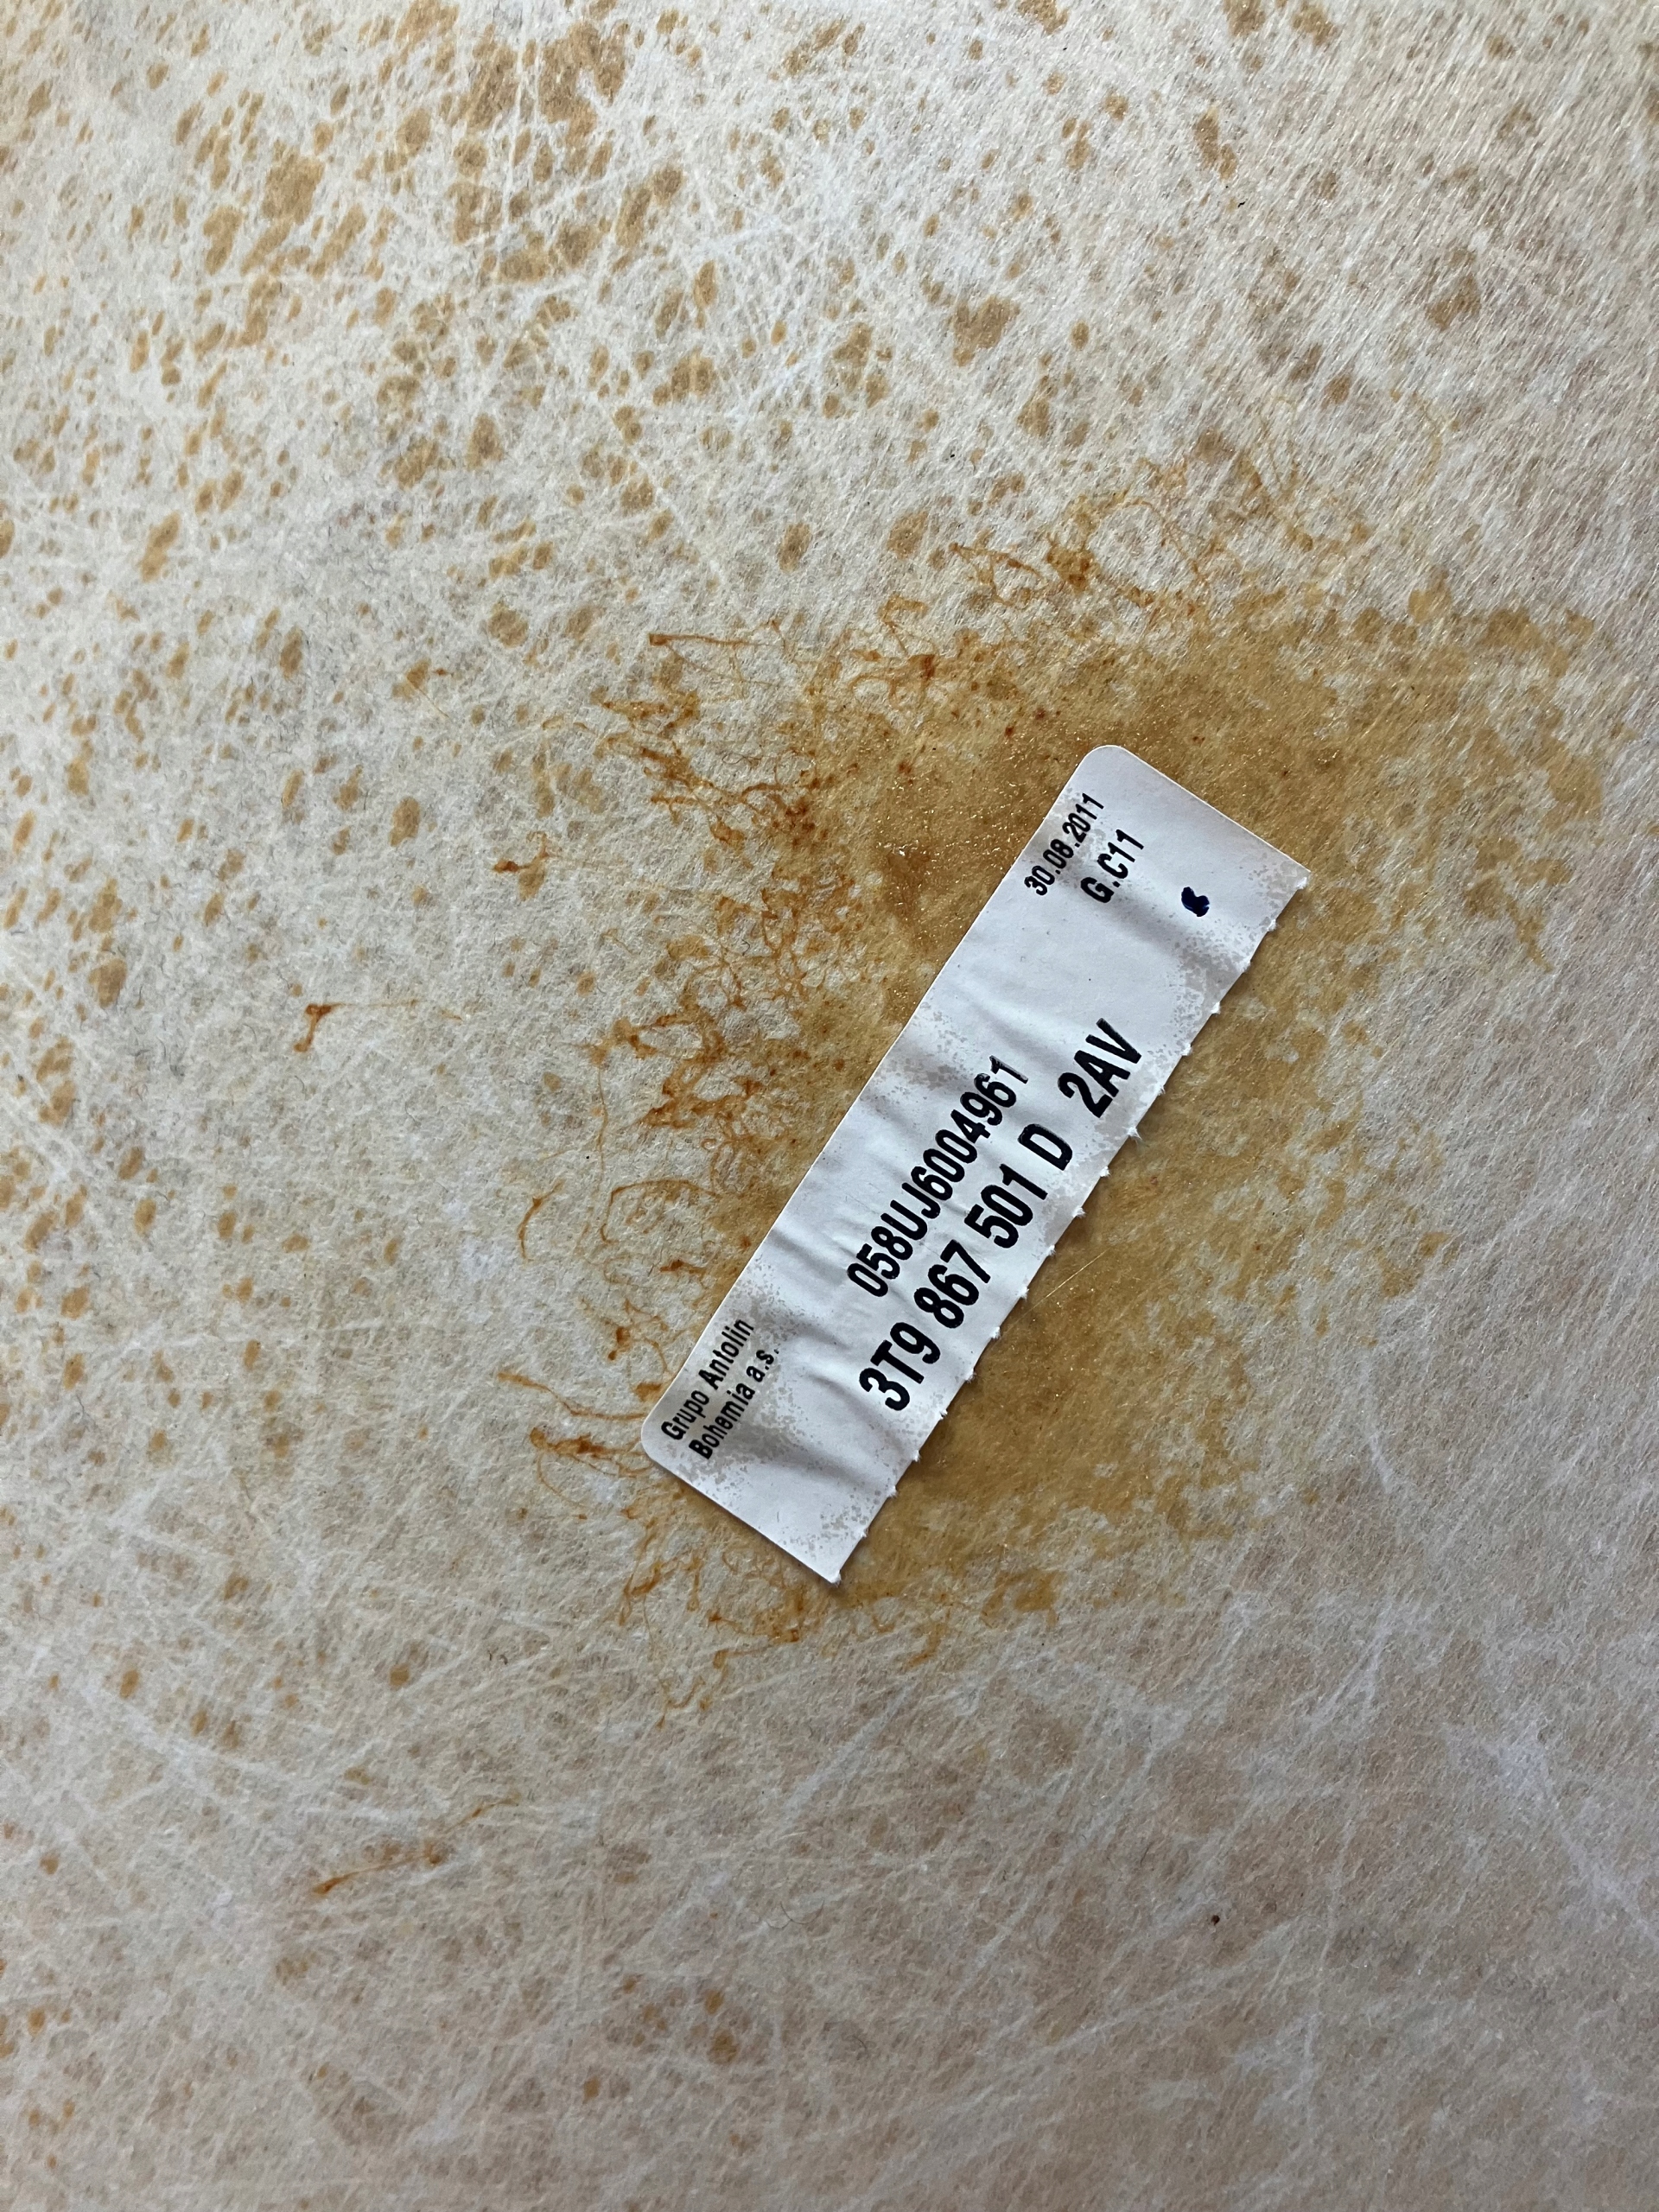 Grupo Antolin
Bohemia a.s.
30.08.2011
G.C11
058UJ6004961
3T9 867 501 D 2AV